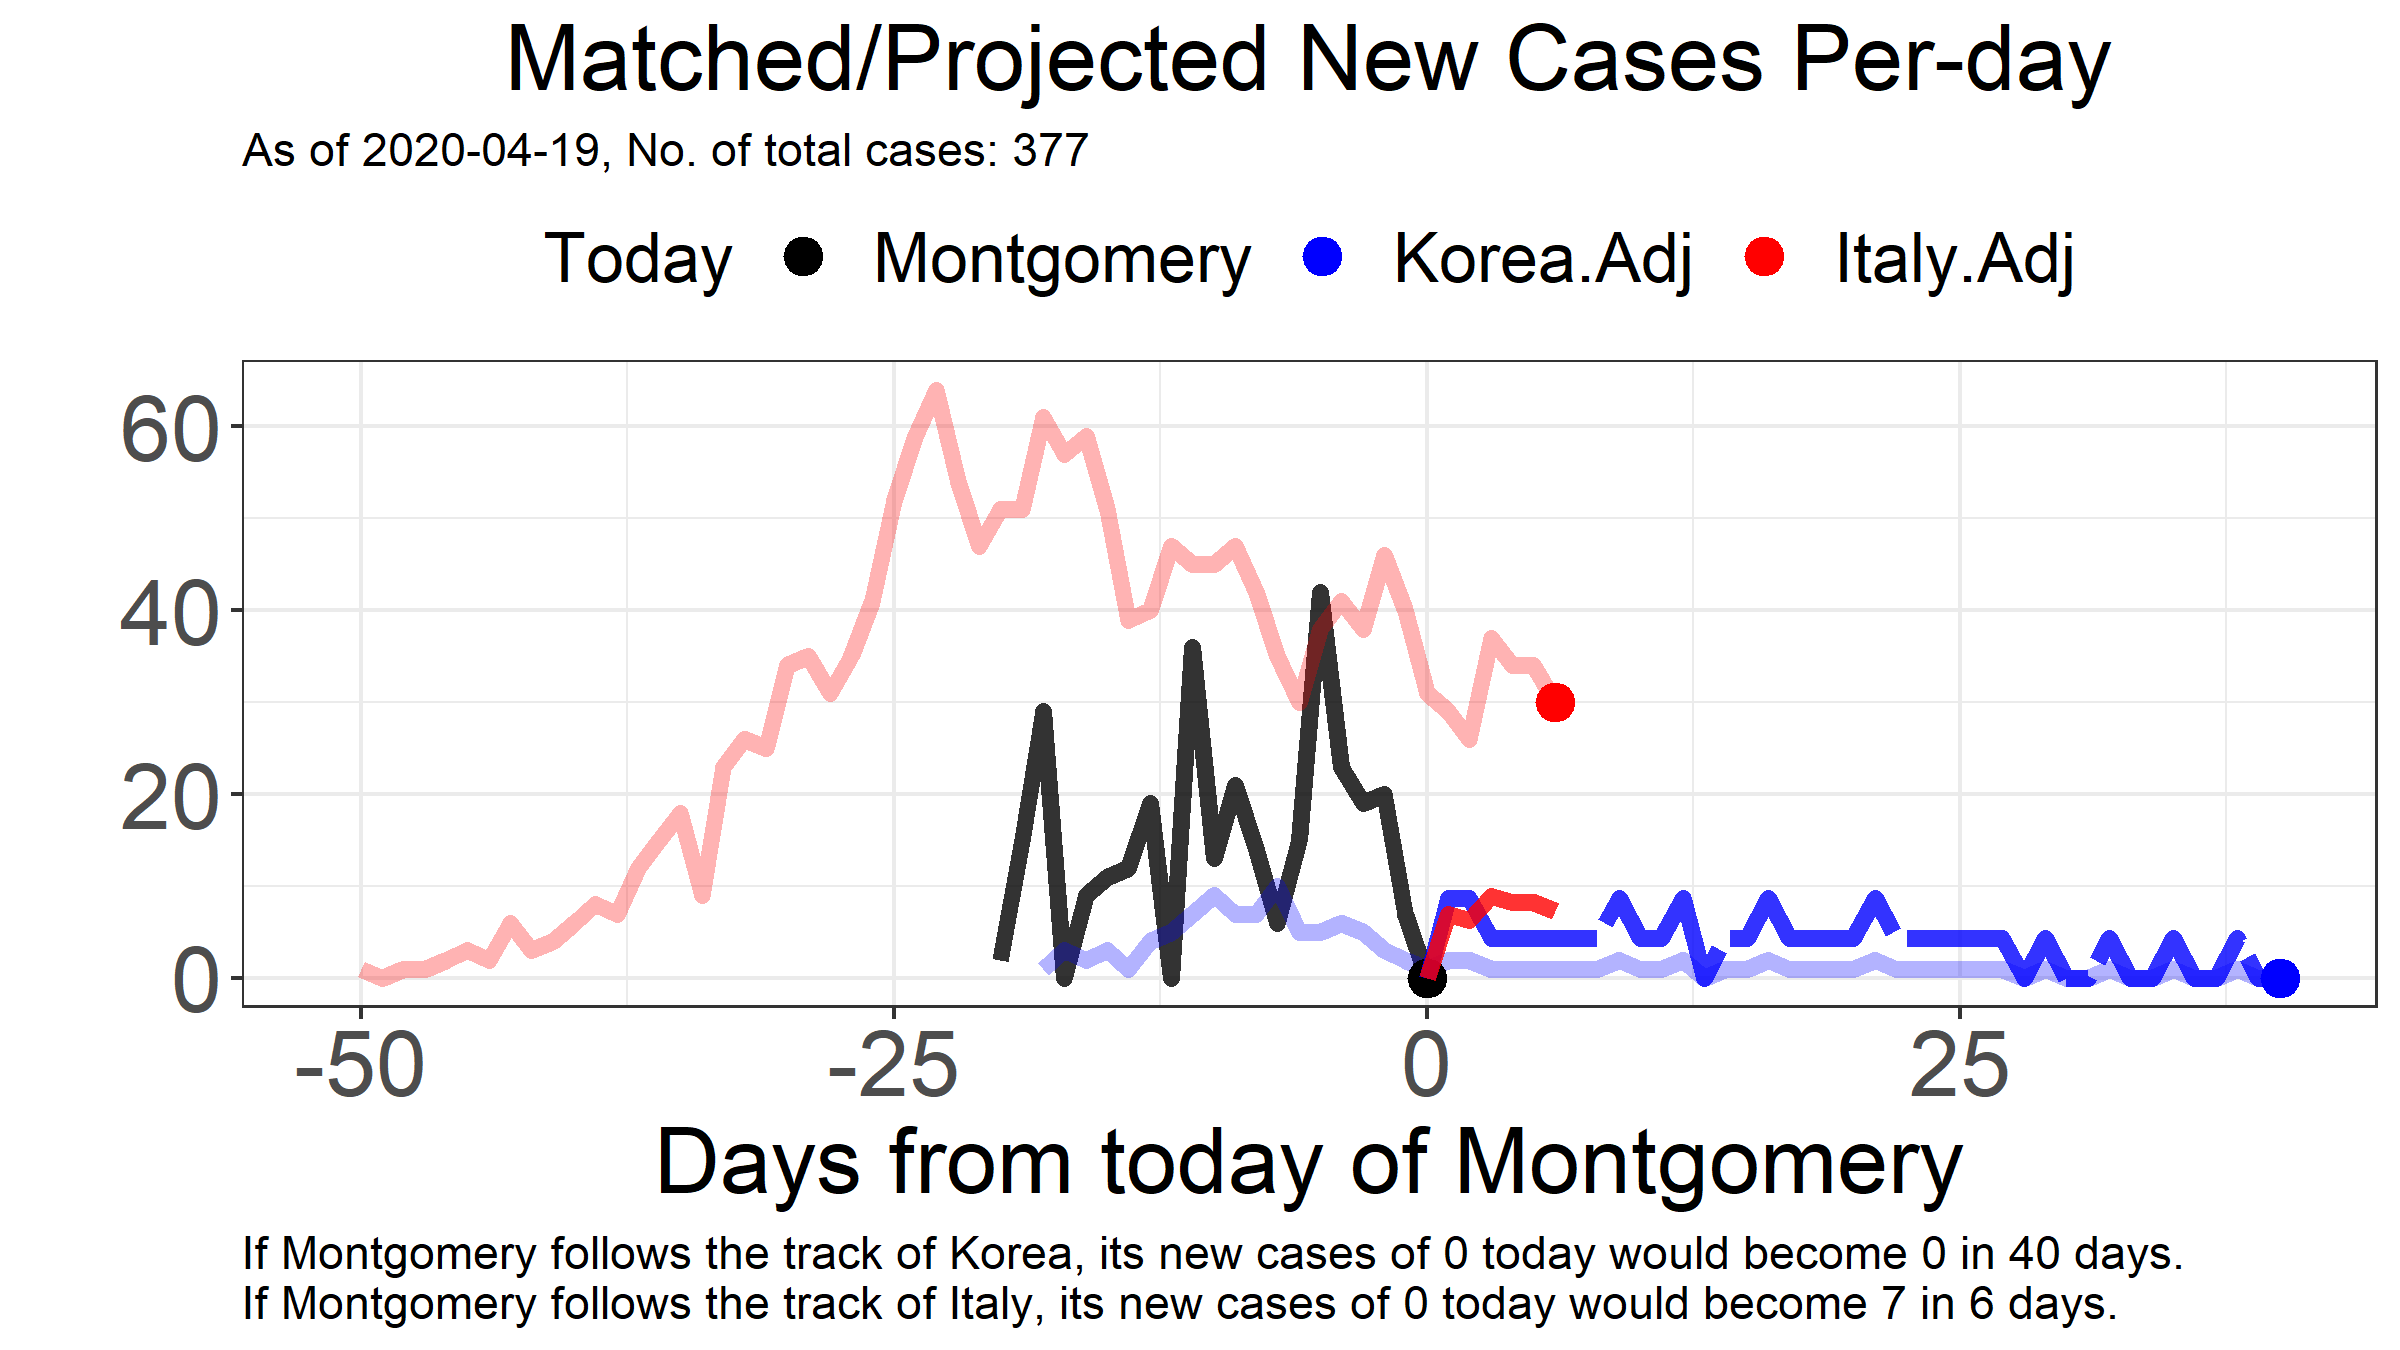 Matched/Projected New Cases Per-day
As of 2020-04-19, No. of total cases: 377
Today Montgomery Korea.Adj Italy.Adj
60
40
20
0
-50 -25 0 25
Days from today of Montgomery
If Montgomery follows the track of Korea, its new cases of 0 today would become 0 in 40 days.
If Montgomery follows the track of Italy, its new cases of 0 today would become 7 in 6 days.